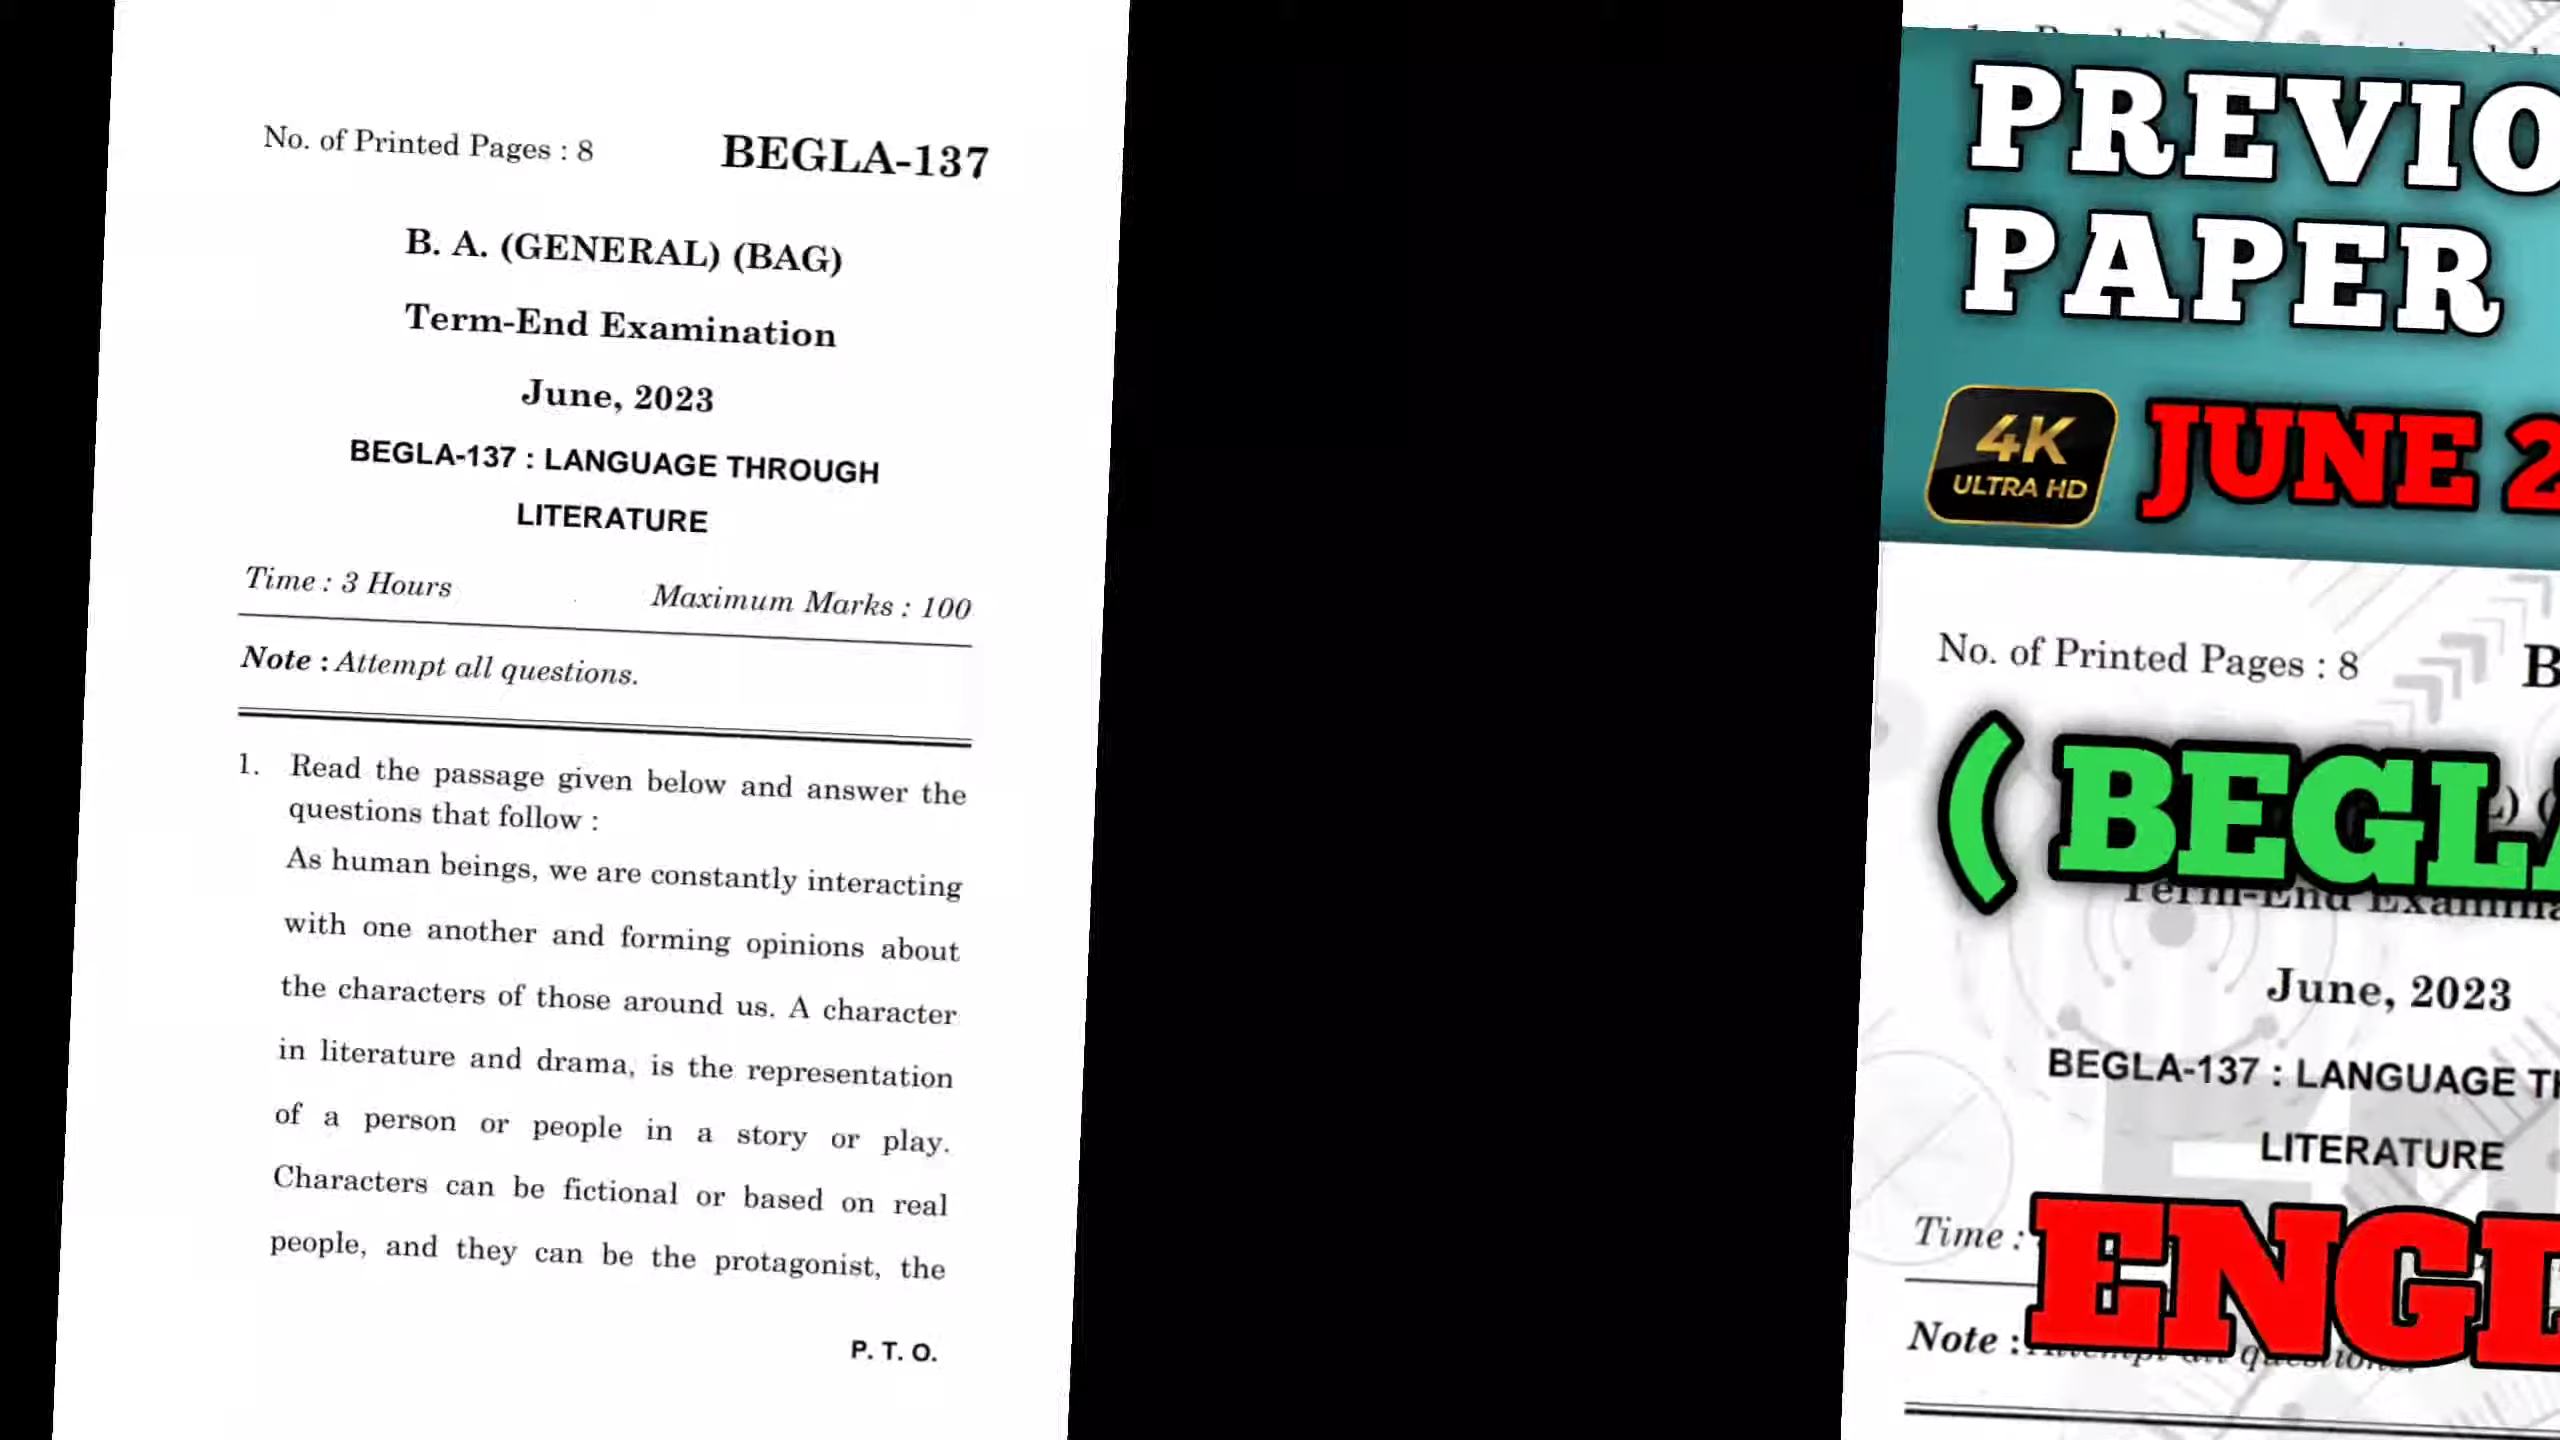 No. of Printed Pages : 8
BEGLA-137
B. A. (GENERAL) (BAG)
Term-End Examination
June, 2023
BEGLA-137 : LANGUAGE THROUGH
LITERATURE
Time : 3 Hours
Maximum Marks : 100
Note : Attempt all questions.
1. Read the passage given below and answer the
questions that follow :
As human beings, we are constantly interacting
with one another and forming opinions about
the characters of those around us. A character
in literature and drama, is the representation
of a person or people in a story or play.
Characters can be fictional or based on real
people, and they can be the protagonist, the
P. T. O.
PREVIO
PAPER
4K
ULTRA HD
JUNE 2
No. of Printed Pages : 8
B
( BEGLA
Term-End Examina
June, 2023
BEGLA-137 : LANGUAGE TH
LITERATURE
Time :
ENGL
Note :